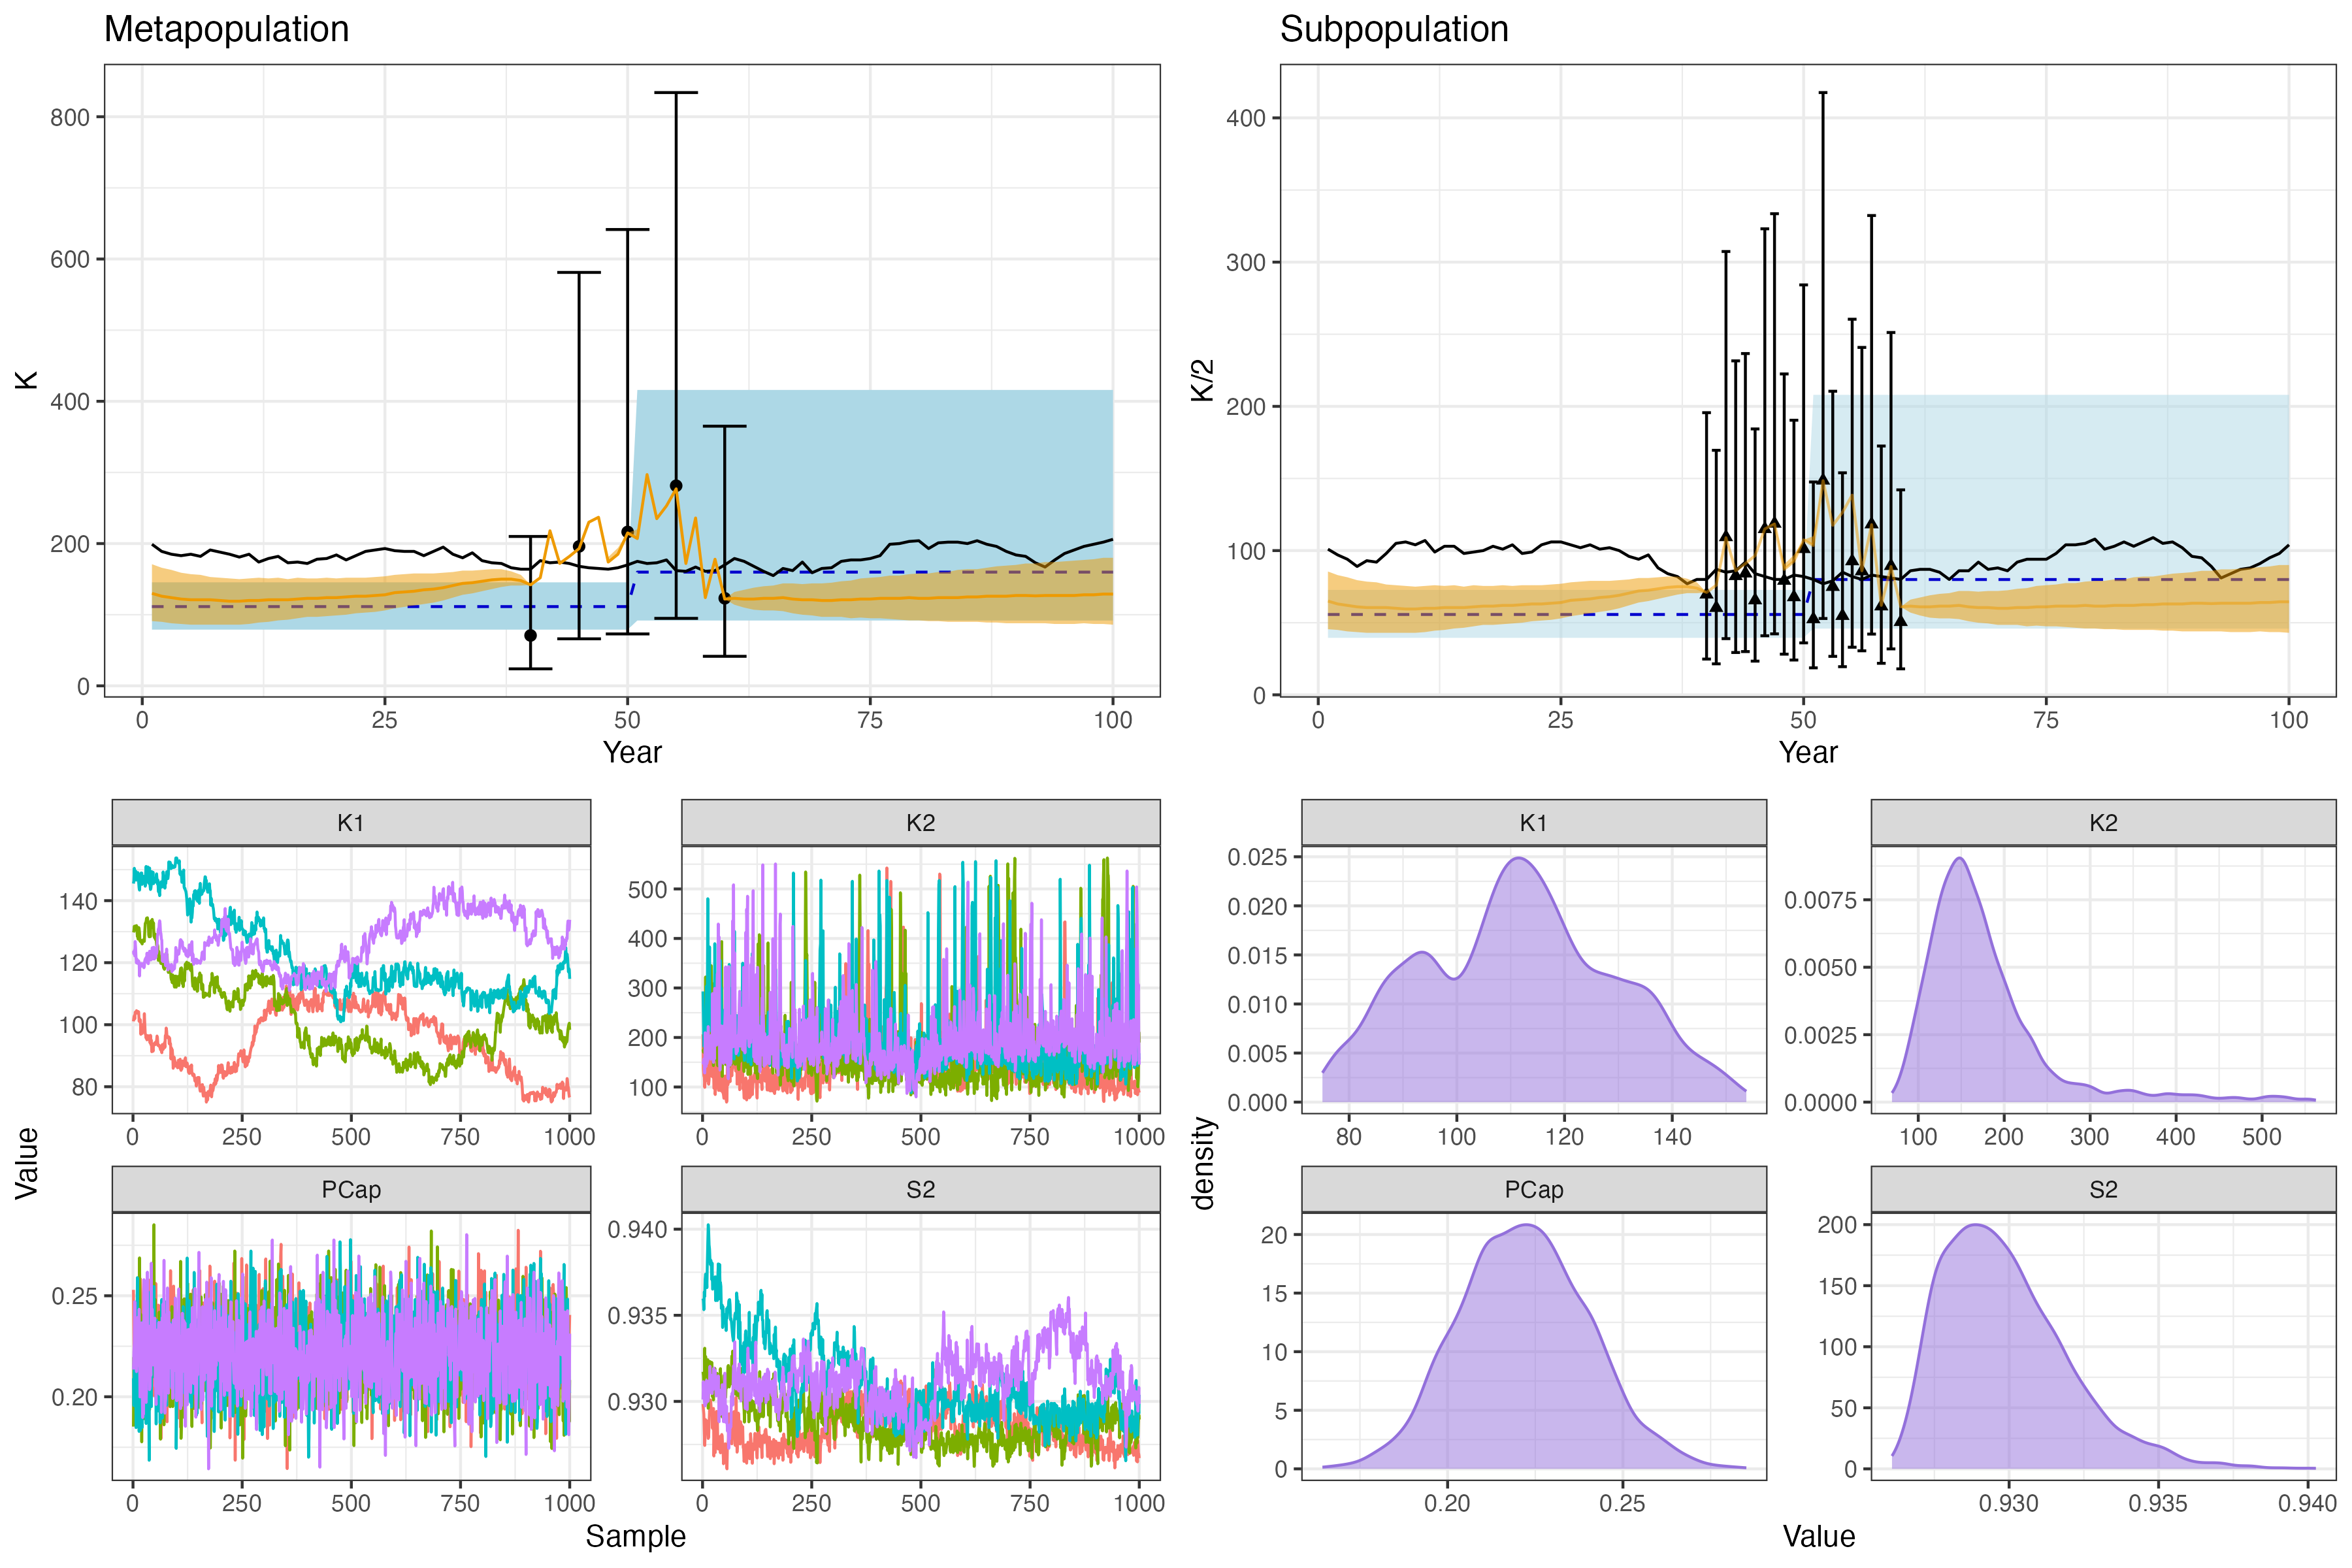 Metapopulation
K
800
600
400
200
0
0 25 50 75 100
Year
Subpopulation
K/2
400
300
200
100
0
0 25 50 75 100
Year
Value
K1
140
120
100
80
0 250 500 750 1000
K2
500
400
300
200
100
0 250 500 750 1000
PCap
0.25
0.20
0 250 500 750 1000
S2
0.940
0.935
0.930
0 250 500 750 1000
Sample
density
K1
0.025
0.020
0.015
0.010
0.005
0.000
80 100 120 140
K2
0.0075
0.0050
0.0025
0.0000
100 200 300 400 500
PCap
20
15
10
5
0
0.20 0.25
S2
200
150
100
50
0
0.930 0.935 0.940
Value